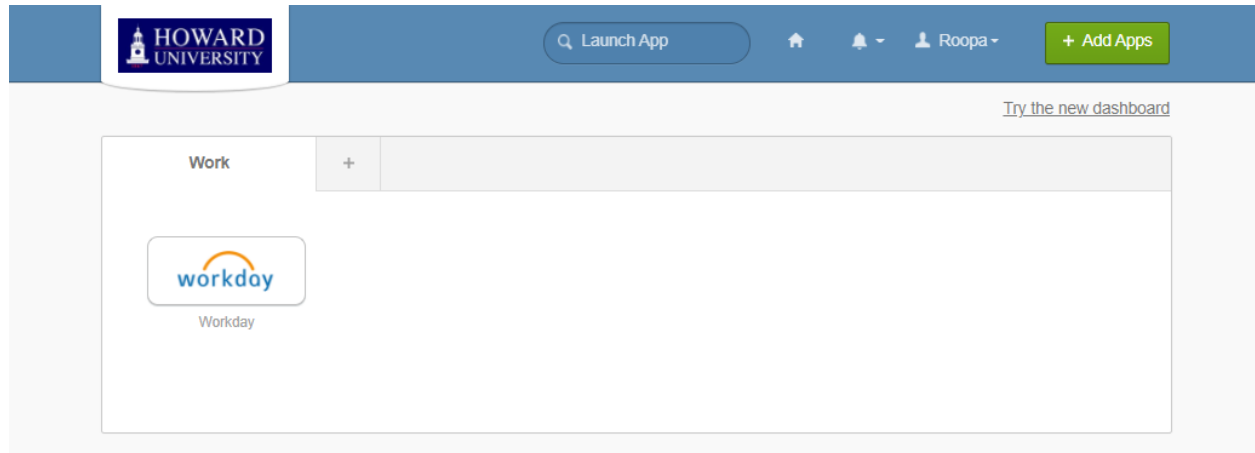 HOWARD
UNIVERSITY
Launch App
Roopa
+ Add Apps
Try the new dashboard
Work
+
workday
Workday